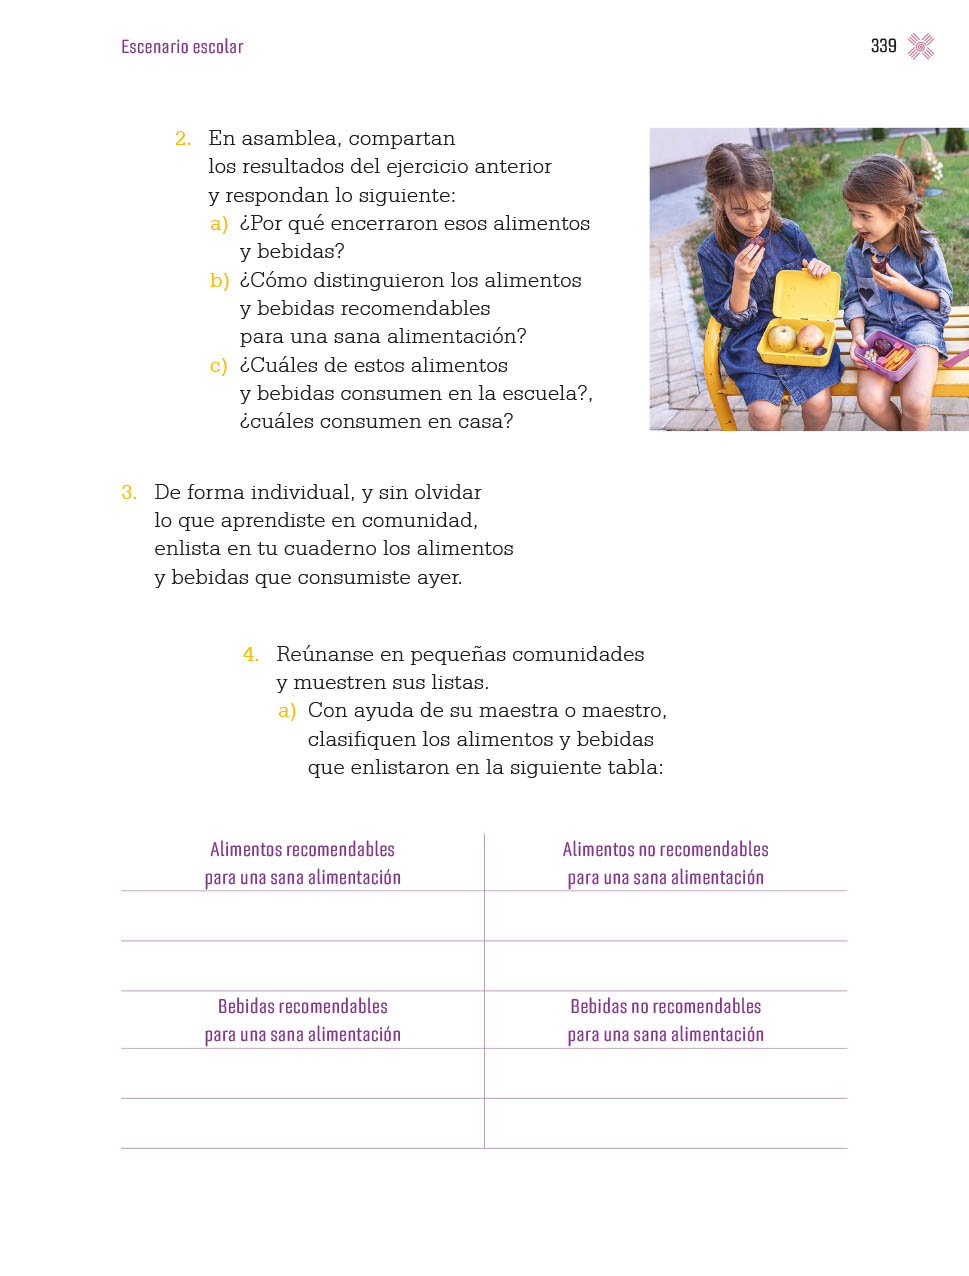 Escenario escolar
339
2. En asamblea, compartan
los resultados del ejercicio anterior
y respondan lo siguiente:
a) ¿Por qué encerraron esos alimentos
y bebidas?
b) ¿Cómo distinguieron los alimentos
y bebidas recomendables
para una sana alimentación?
c) ¿Cuáles de estos alimentos
y bebidas consumen en la escuela?,
¿cuáles consumen en casa?
3. De forma individual, y sin olvidar
lo que aprendiste en comunidad,
enlista en tu cuaderno los alimentos
y bebidas que consumiste ayer.
4. Reúnanse en pequeñas comunidades
y muestren sus listas.
a) Con ayuda de su maestra o maestro,
clasifiquen los alimentos y bebidas
que enlistaron en la siguiente tabla:
Alimentos recomendables
para una sana alimentación
Alimentos no recomendables
para una sana alimentación
Bebidas recomendables
para una sana alimentación
Bebidas no recomendables
para una sana alimentación